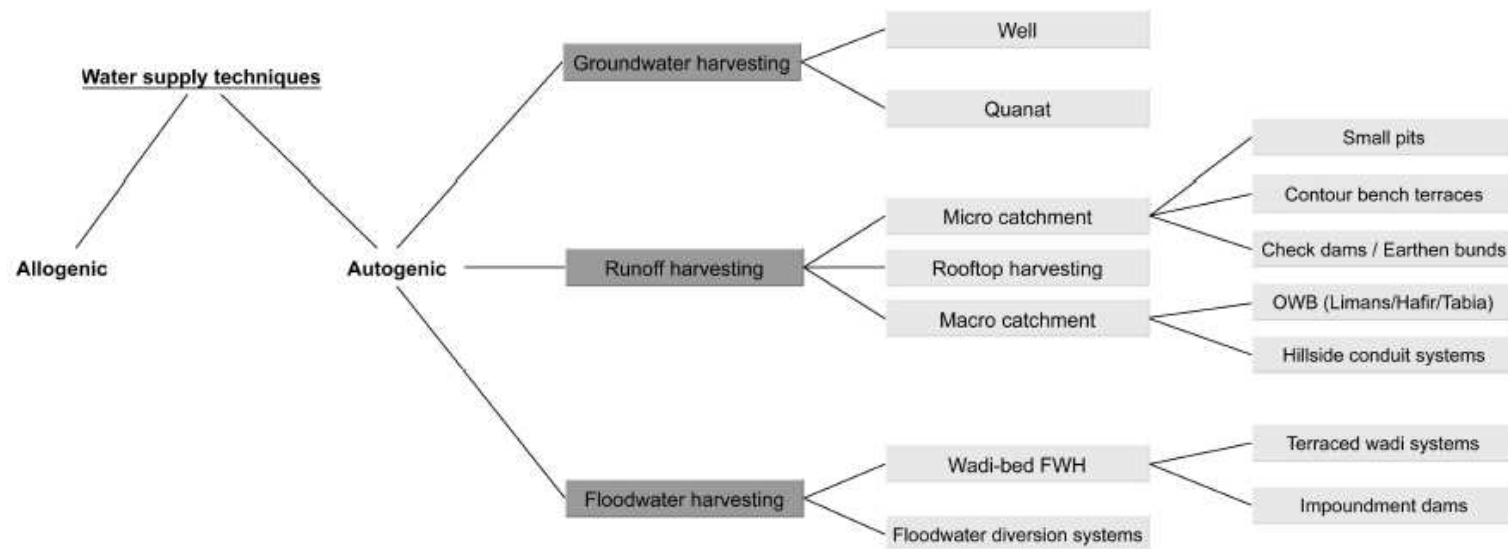 Water supply techniques
Allogenic
Autogenic
Groundwater harvesting
Well
Quanat
Runoff harvesting
Micro catchment
Small pits
Contour bench terraces
Check dams / Earthen bunds
Rooftop harvesting
Macro catchment
OWB (Limans/Hafir/Tabia)
Hillside conduit systems
Floodwater harvesting
Wadi-bed FWH
Terraced wadi systems
Impoundment dams
Floodwater diversion systems